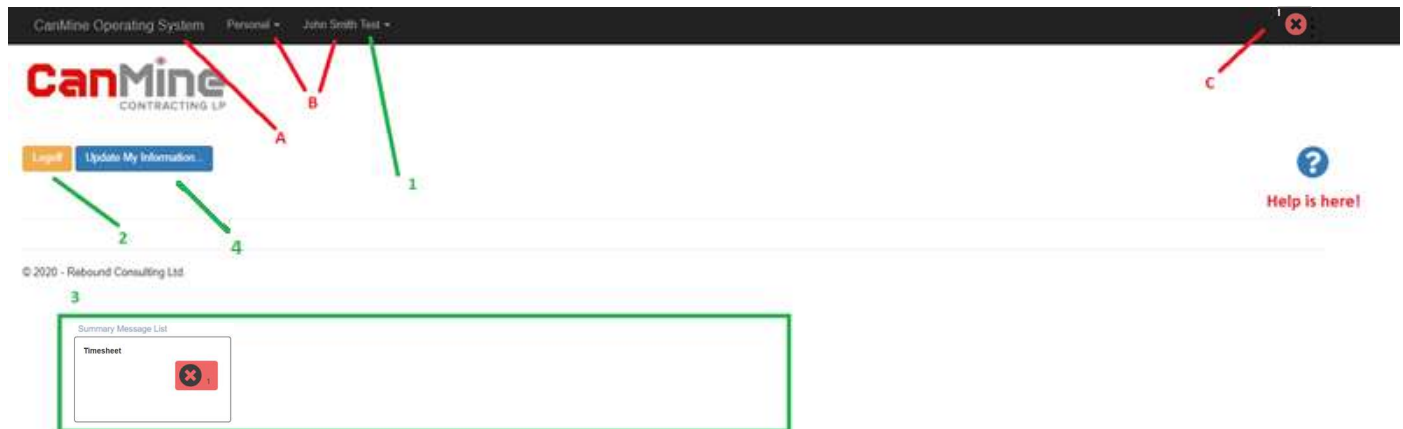 CanMine Operating System Personal John Smith Test 1
CanMine
CONTRACTING LP
B
C
A
Logoff Update My Information...
1
Help is here!
2
4
© 2020 - Rebound Consulting Ltd.
3
Summary Message List
Timesheet
1